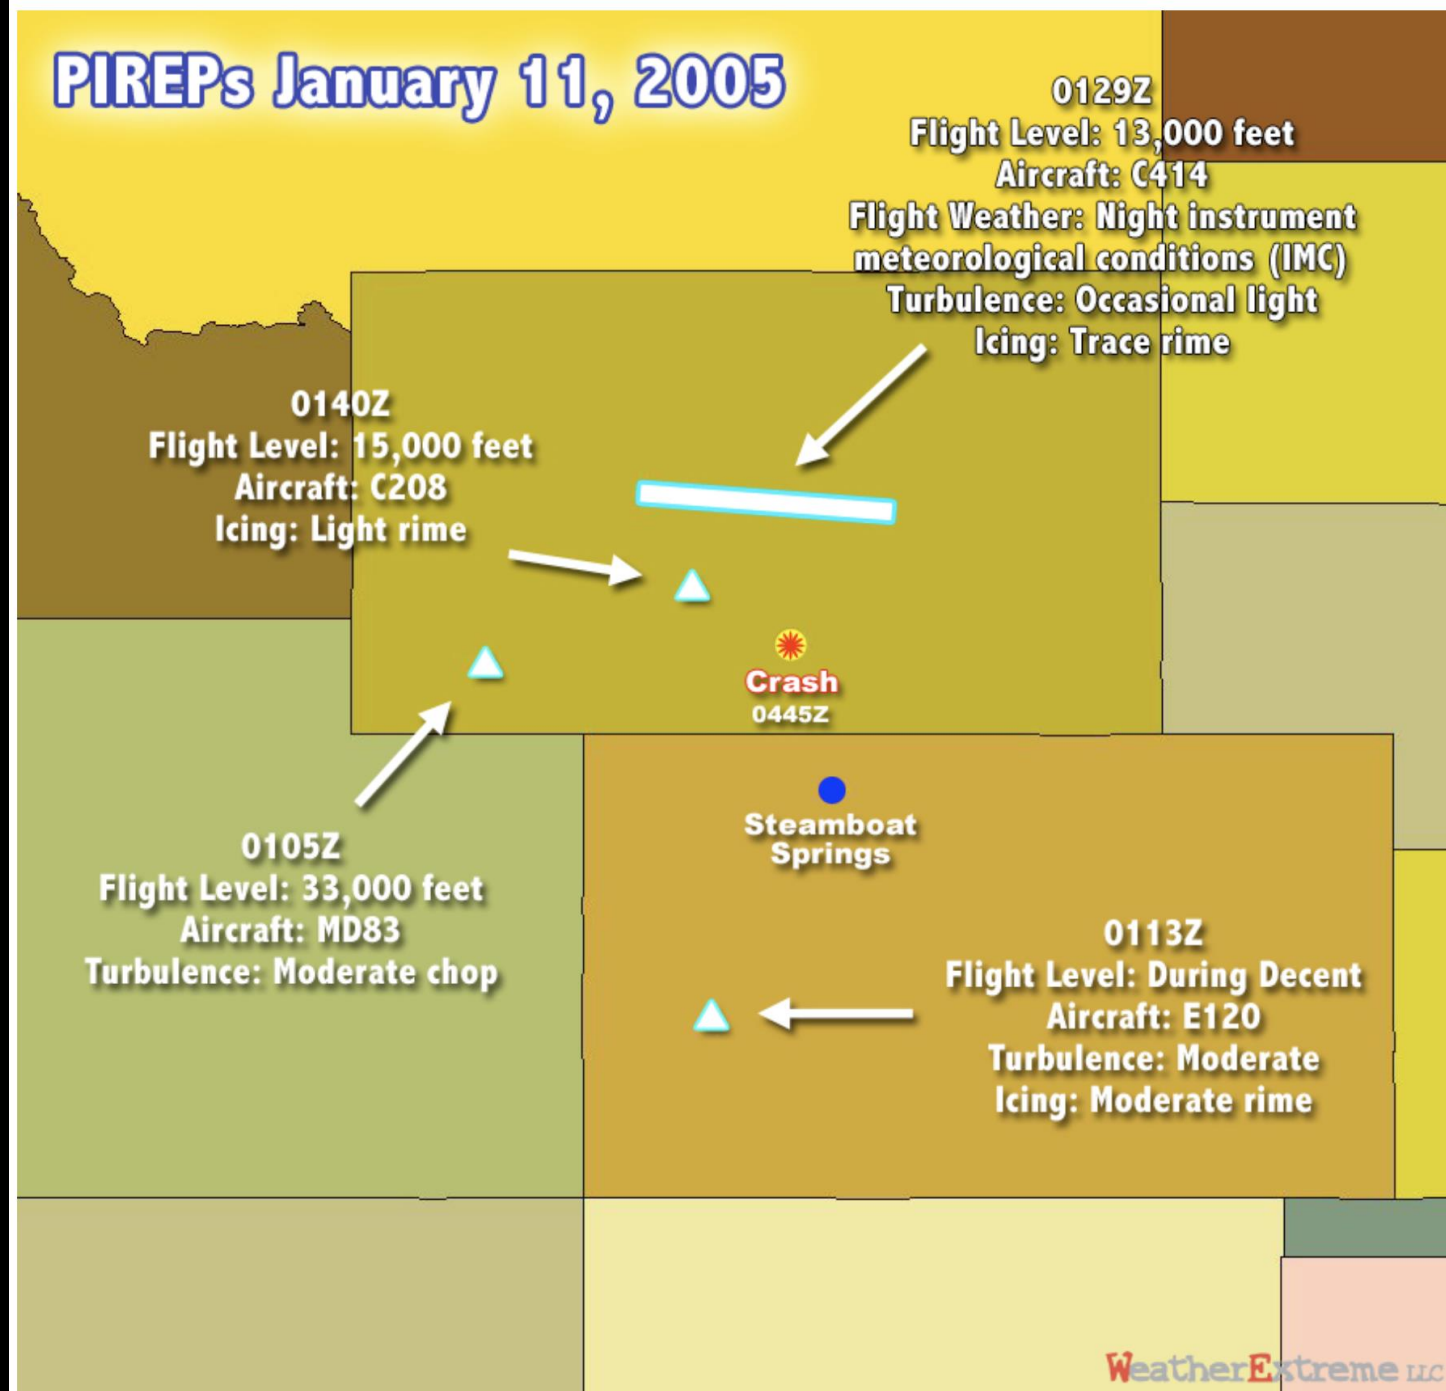 PIREPs January 11, 2005
0129Z
Flight Level: 13,000 feet
Aircraft: C414
Flight Weather: Night instrument
meteorological conditions (IMC)
Turbulence: Occasional light
Icing: Trace rime
0140Z
Flight Level: 15,000 feet
Aircraft: C208
Icing: Light rime
Crash
0445Z
Steamboat
Springs
0105Z
Flight Level: 33,000 feet
Aircraft: MD83
Turbulence: Moderate chop
0113Z
Flight Level: During Decent
Aircraft: E120
Turbulence: Moderate
Icing: Moderate rime
WeatherExtreme LLC